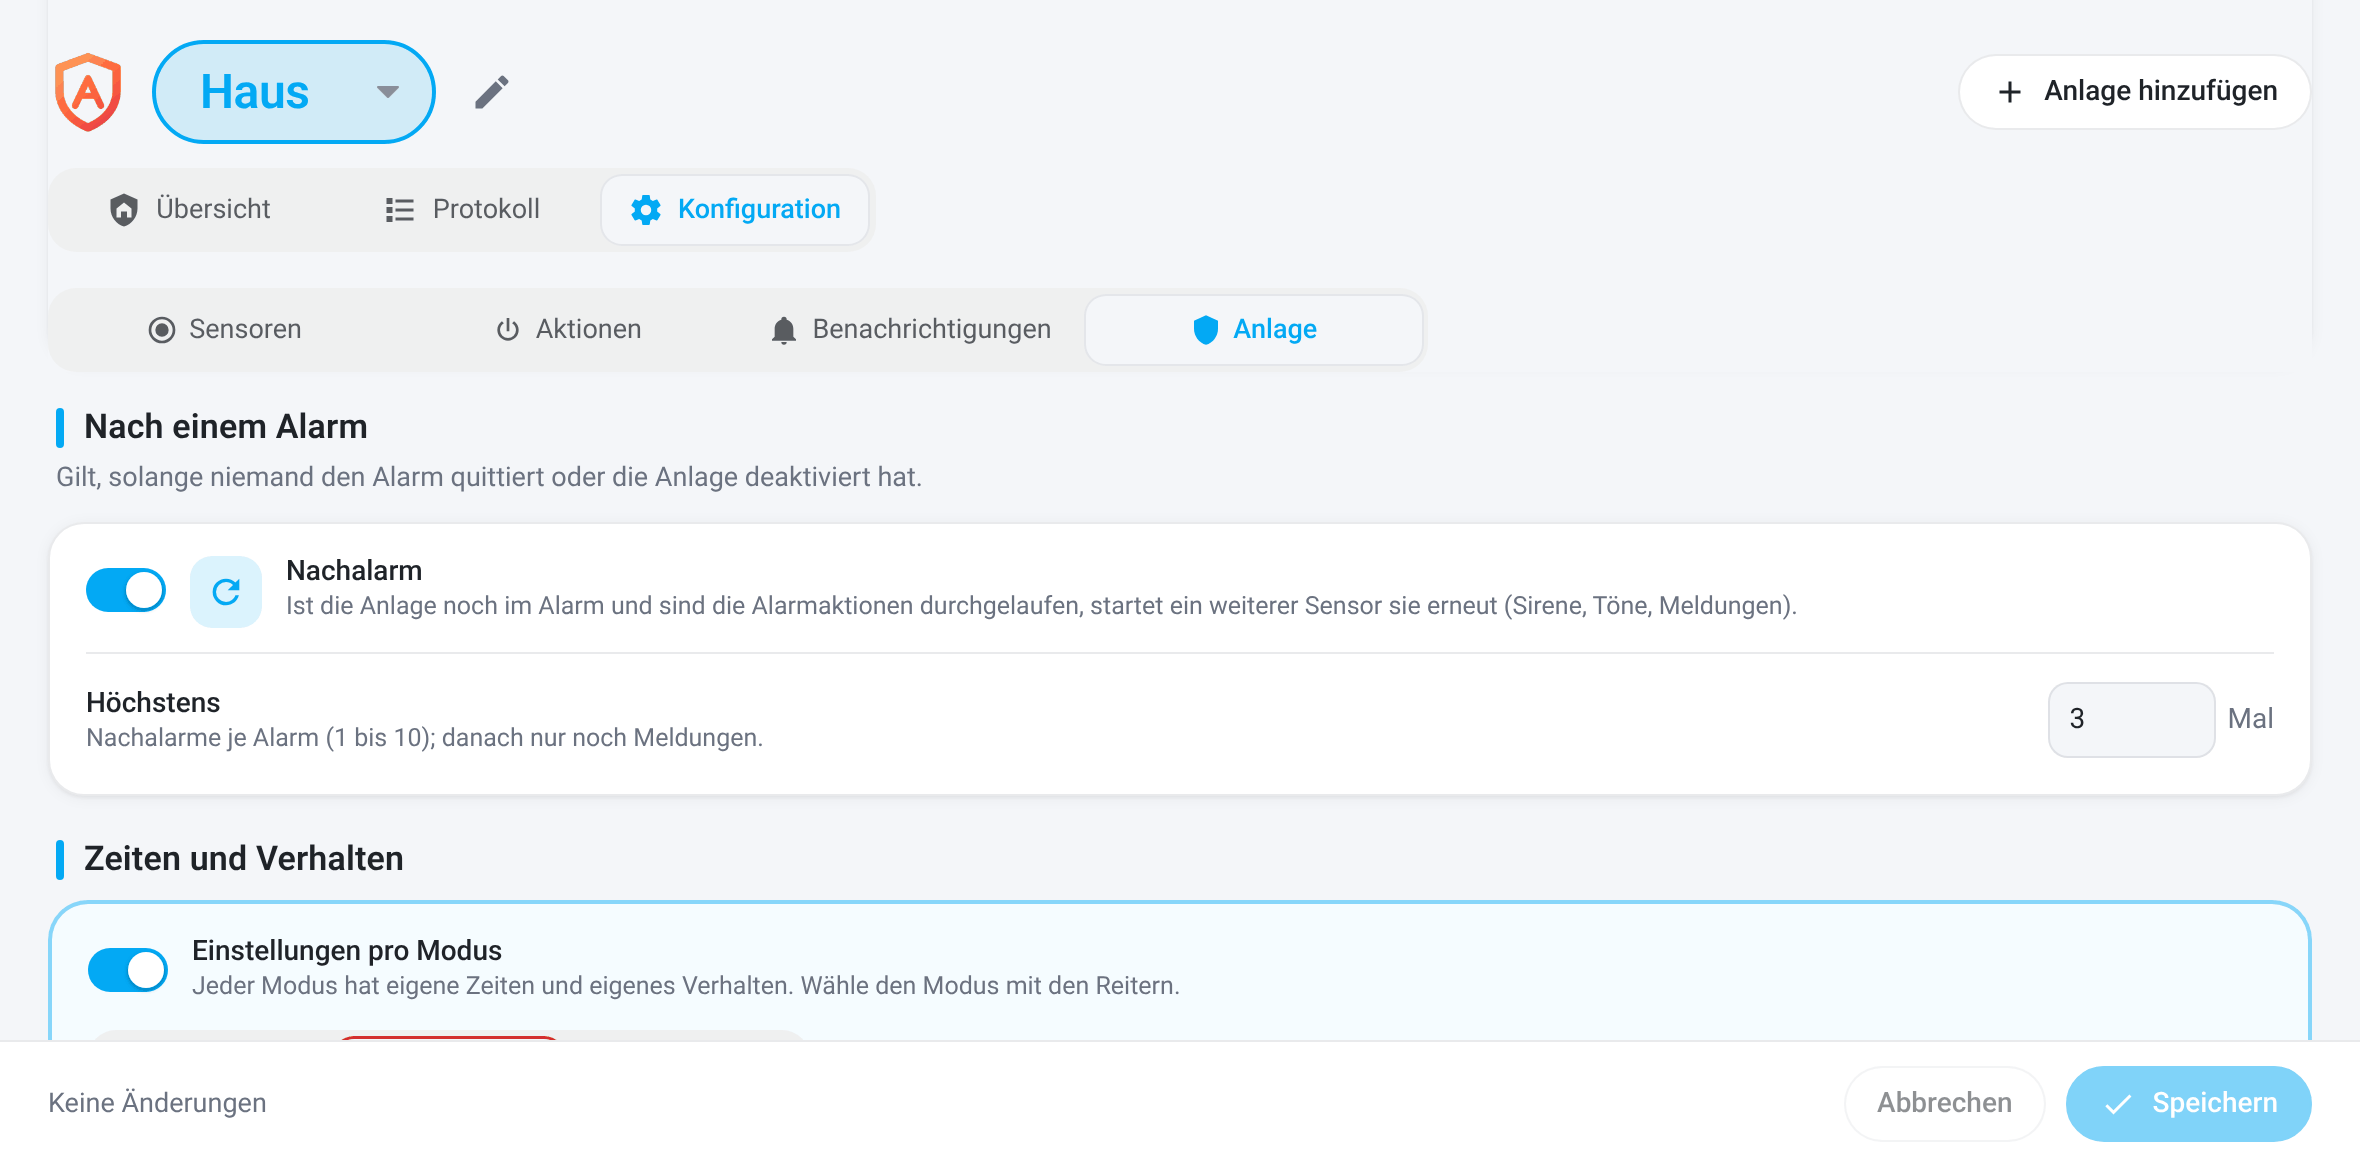 Haus
Anlage hinzufügen
Übersicht
Protokoll
Konfiguration
Sensoren
Aktionen
Benachrichtigungen
Anlage
Nach einem Alarm
Gilt, solange niemand den Alarm quittiert oder die Anlage deaktiviert hat.
Nachalarm
Ist die Anlage noch im Alarm und sind die Alarmaktionen durchgelaufen, startet ein weiterer Sensor sie erneut (Sirene, Töne, Meldungen).
Höchstens
Nachalarme je Alarm (1 bis 10); danach nur noch Meldungen.
3 Mal
Zeiten und Verhalten
Einstellungen pro Modus
Jeder Modus hat eigene Zeiten und eigenes Verhalten. Wähle den Modus mit den Reitern.
Keine Änderungen
Abbrechen
Speichern